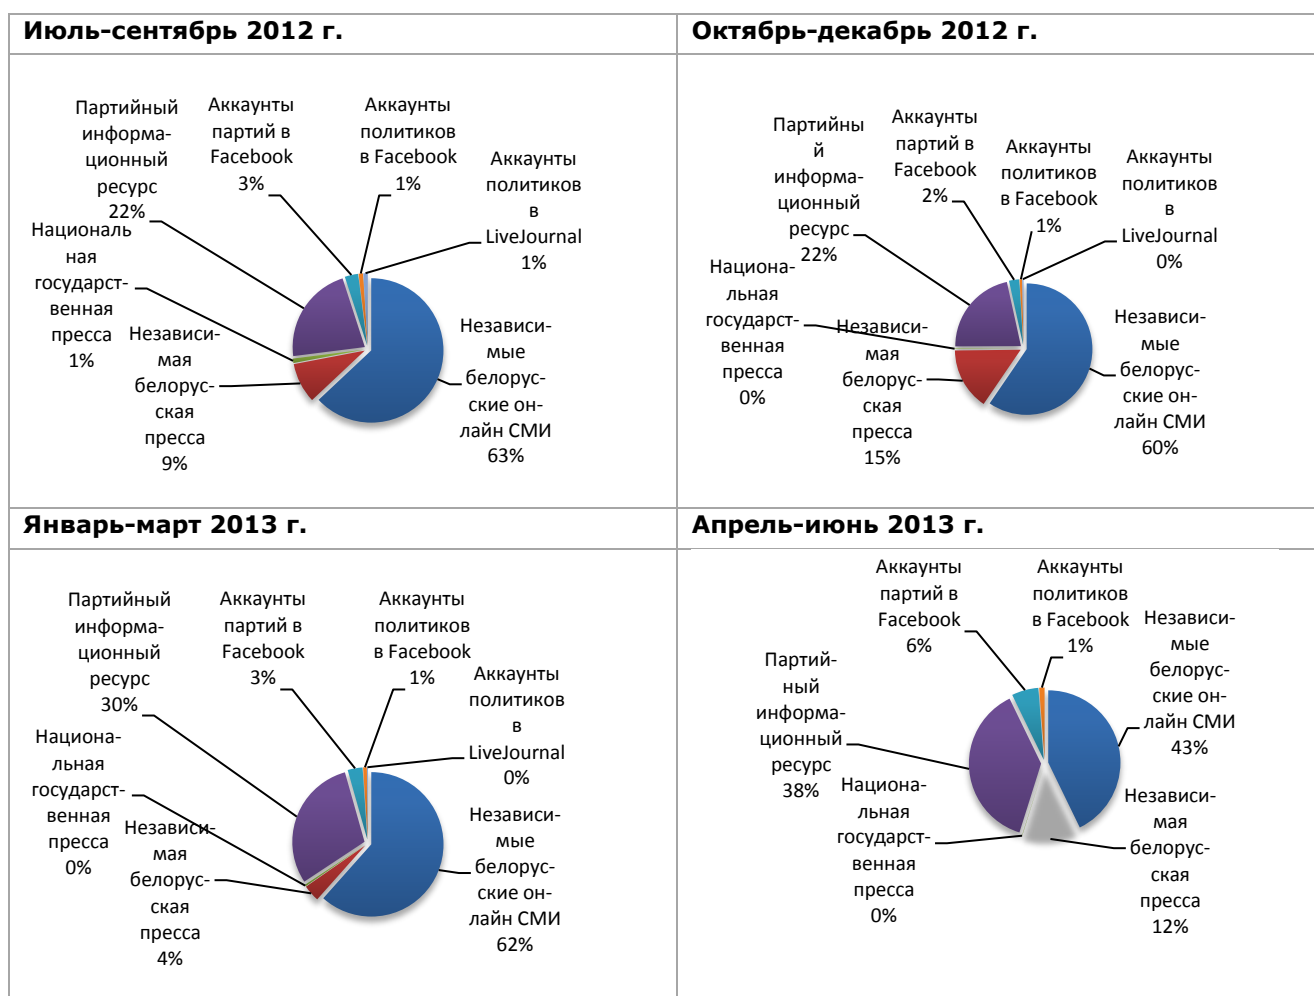 Июль-сентябрь 2012 г.
Октябрь-декабрь 2012 г.
Партийный
информа-
ционный
ресурс
22%
Аккаунты
партий в
Facebook
3%
Аккаунты
политиков
в Facebook
1%
Аккаунты
политиков
в
LiveJournal
1%
Националь
ная
государст-
венная
пресса
1%
Независи-
мая
белорус-
ская
пресса
9%
Независи-
мые
белорус-
ские он-
лайн СМИ
63%
Партийны
й
информа-
ционный
ресурс
22%
Аккаунты
партий в
Facebook
2%
Аккаунты
политиков
в Facebook
1%
Аккаунты
политиков
в
LiveJournal
0%
Национа-
льная
государст-
венная
пресса
0%
Независи-
мая
белорус-
ская
пресса
15%
Независи-
мые
белорус-
ские он-
лайн СМИ
60%
Январь-март 2013 г.
Апрель-июнь 2013 г.
Партийный
информа-
ционный
ресурс
30%
Аккаунты
партий в
Facebook
3%
Аккаунты
политиков
в Facebook
1%
Аккаунты
политиков
в
LiveJournal
0%
Национа-
льная
государст-
венная
пресса
0%
Независи-
мая
белорус-
ская
пресса
4%
Независи-
мые
белорус-
ские он-
лайн СМИ
62%
Аккаунты
партий в
Facebook
6%
Аккаунты
политиков
в Facebook
1%
Независи-
мые
белорус-
ские он-
лайн СМИ
43%
Партий-
ный
информа-
ционный
ресурс
38%
Национа-
льная
государст-
венная
пресса
0%
Независи-
мая
белорус-
ская
пресса
12%